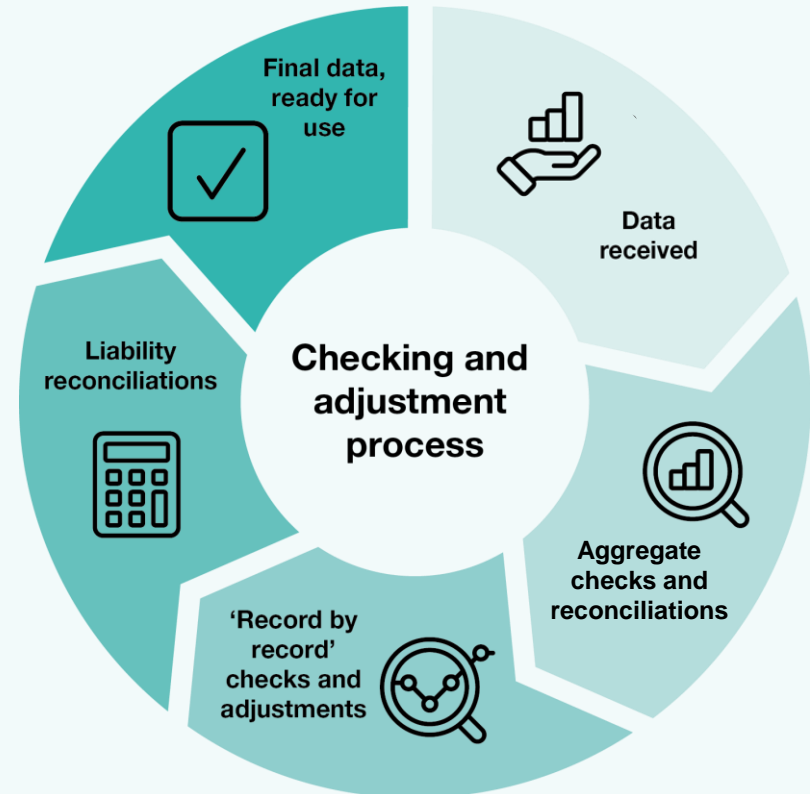 Final data,
ready for
use
Data
received
Aggregate
checks and
reconciliations
‘Record by
record’
checks and
adjustments
Liability
reconciliations
Checking and
adjustment
process